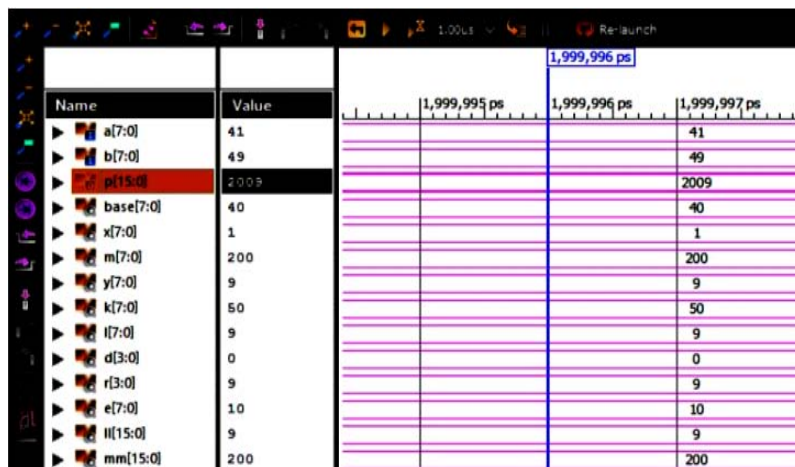 1.00us Re-launch
1,999,996 ps
Name Value 1,999,995 ps 1,999,996 ps 1,999,997 ps
a[7:0] 41 41
b[7:0] 49 49
p[15:0] 2009 2009
base[7:0] 40 40
x[7:0] 1 1
m[7:0] 200 200
y[7:0] 9 9
k[7:0] 50 50
l[7:0] 9 9
d[3:0] 0 0
r[3:0] 9 9
e[7:0] 10 10
ll[15:0] 9 9
mm[15:0] 200 200